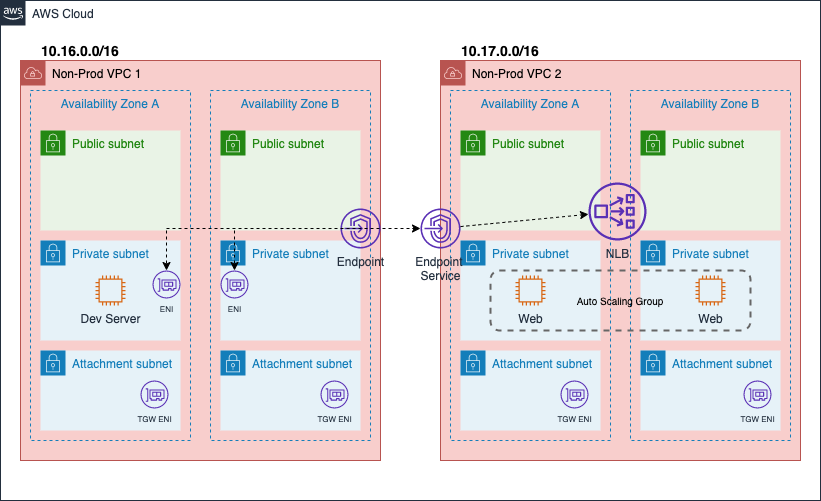 aws
AWS Cloud
10.16.0.0/16
Non-Prod VPC 1
Availability Zone A
Availability Zone B
Public subnet
Public subnet
Private subnet
Private subnet
Dev Server
ENI
ENI
Attachment subnet
Attachment subnet
TGW ENI
TGW ENI
Endpoint
Endpoint
Service
10.17.0.0/16
Non-Prod VPC 2
Availability Zone A
Availability Zone B
Public subnet
Public subnet
NLB
Private subnet
Private subnet
Web
Auto Scaling Group
Web
Attachment subnet
Attachment subnet
TGW ENI
TGW ENI